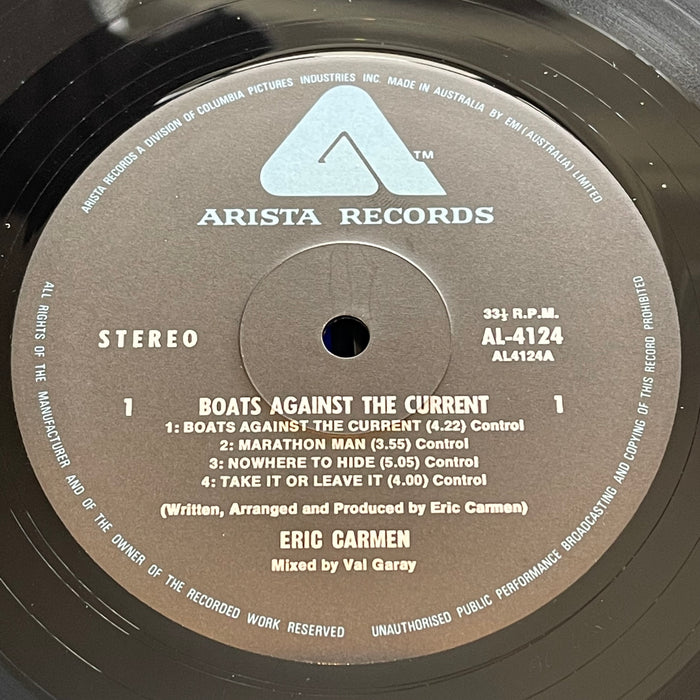 ARISTA RECORDS A DIVISION OF COLUMBIA PICTURES INDUSTRIES INC. MADE IN AUSTRALIA BY EMI (AUSTRALIA) LIMITED
TM
ARISTA RECORDS
STEREO
33⅓ R.P.M.
AL-4124
AL4124A
1 BOATS AGAINST THE CURRENT 1
1: BOATS AGAINST THE CURRENT (4.22) Control
2: MARATHON MAN (3.55) Control
3: NOWHERE TO HIDE (5.05) Control
4: TAKE IT OR LEAVE IT (4.00) Control
(Written, Arranged and Produced by Eric Carmen)
ERIC CARMEN
Mixed by Val Garay
ALL RIGHTS OF THE MANUFACTURER AND OF THE OWNER OF THE RECORDED WORK RESERVED
UNAUTHORISED PUBLIC PERFORMANCE BROADCASTING AND COPYING OF THIS RECORD PROHIBITED